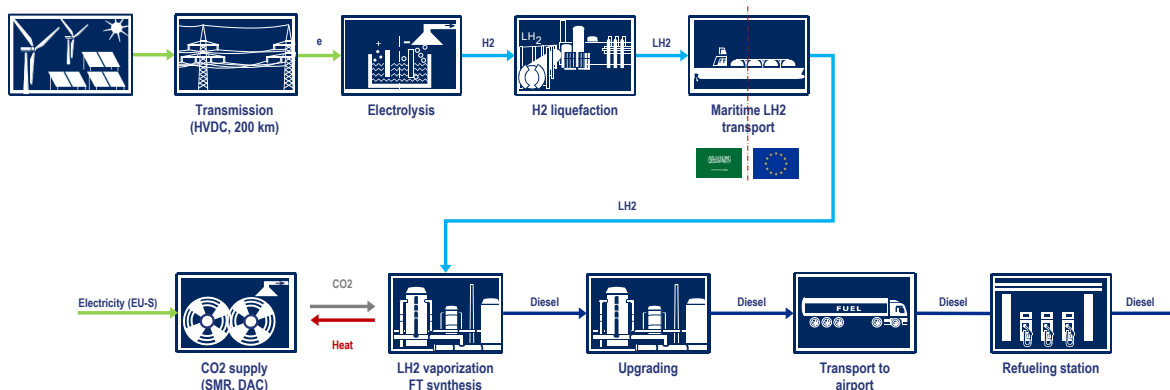 e
H2
LH2
LH2
Transmission
(HVDC, 200 km)
Electrolysis
H2 liquefaction
Maritime LH2
transport
LH2
Electricity (EU-S)
CO2
Heat
Diesel
Diesel
FUEL
Diesel
Diesel
CO2 supply
(SMR, DAC)
LH2 vaporization
FT synthesis
Upgrading
Transport to
airport
Refueling station